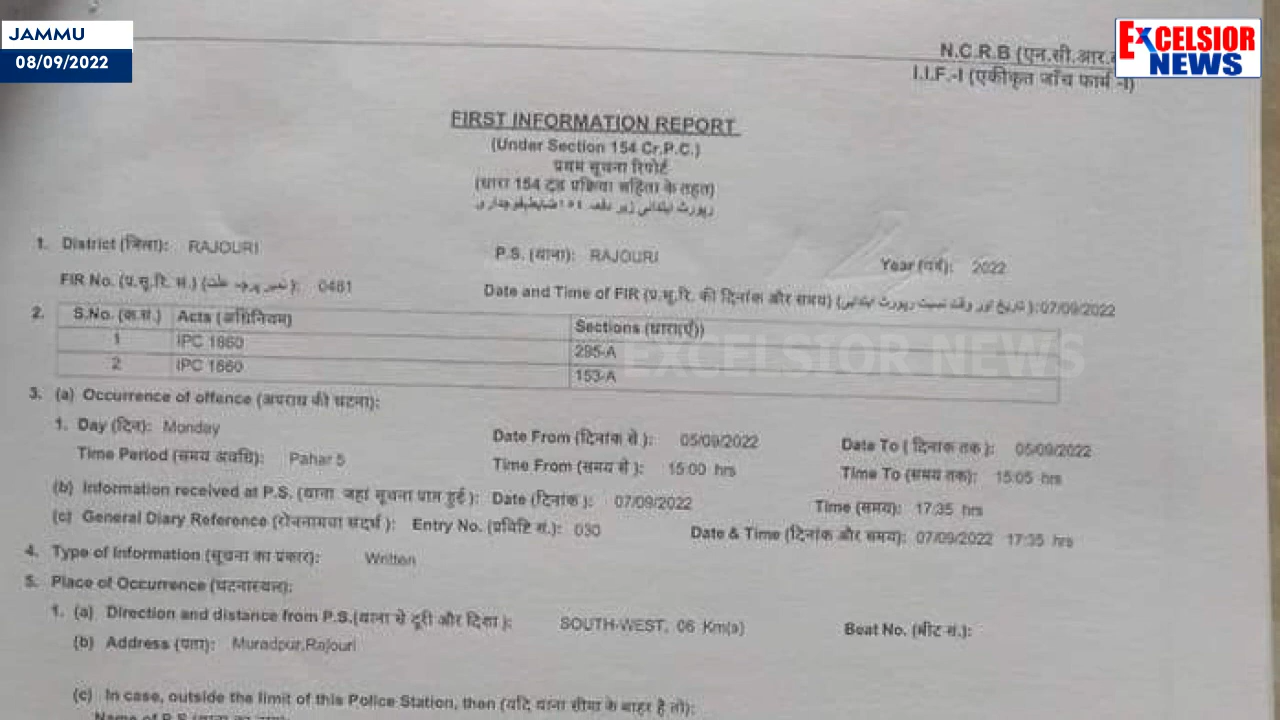 JAMMU
08/09/2022
EXCELSIOR
NEWS
N.C.R.B (एन.सी.आर.
I.I.F.-I (एकीकृत जाँच फार्म -I)
FIRST INFORMATION REPORT
(Under Section 154 Cr.P.C.)
प्रथम सूचना रिपोर्ट
(धारा 154 दंड प्रक्रिया संहिता के तहत)
1. District (जिला): RAJOURI P.S. (थाना): RAJOURI Year (वर्ष): 2022
FIR No. (प्र.सू.रि. सं.) ( ): 0461 Date and Time of FIR (प्र.सू.रि. की दिनांक और समय) ( ):07/09/2022
2. S.No. (क्र.सं.) Acts (अधिनियम) Sections (धाराएँ))
1 IPC 1860 295-A
2 IPC 1860 153-A
EXCELSIOR NEWS
3. (a) Occurrence of offence (अपराध की घटना):
1. Day (दिन): Monday Date From (दिनांक से ): 05/09/2022 Date To ( दिनांक तक ): 05/09/2022
Time Period (समय अवधि): Pahar 5 Time From (समय से ): 15:00 hrs Time To (समय तक): 15:05 hrs
(b) Information received at P.S. (थाना जहां सूचना प्राप्त हुई ): Date (दिनांक ): 07/09/2022 Time (समय): 17:35 hrs
(c) General Diary Reference (रोजनामचा संदर्भ ): Entry No. (प्रविष्टि सं.): 030 Date & Time (दिनांक और समय): 07/09/2022 17:35 hrs
4. Type of Information (सूचना का प्रकार): Written
5. Place of Occurrence (घटनास्थल):
1. (a) Direction and distance from P.S.(थाना से दूरी और दिशा ): SOUTH-WEST, 06 Km(s) Beat No. (बीट सं.):
(b) Address (पता): Muradpur,Rajouri
(c) In case, outside the limit of this Police Station, then (यदि थाना सीमा के बाहर है तो):
Name of P.S